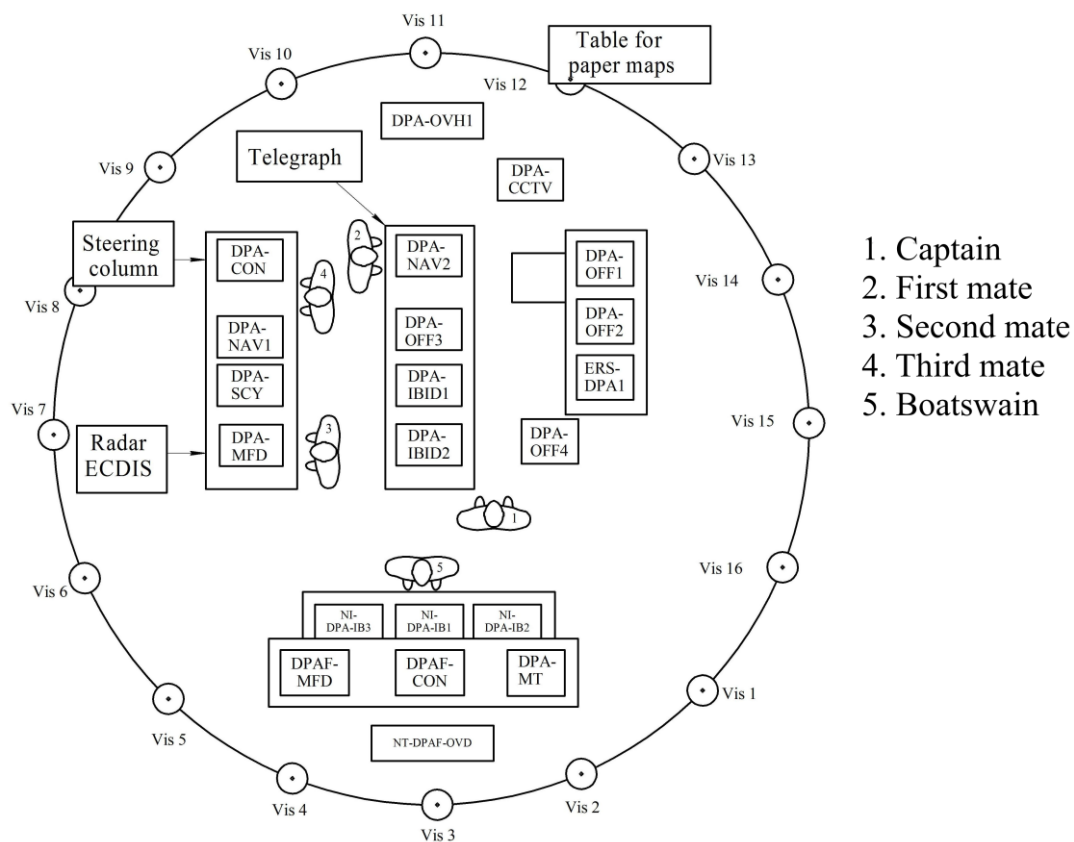 Vis 11
Vis 10
Table for
paper maps
Vis 12
DPA-OVH1
Telegraph
Vis 13
Vis 9
DPA-
CCTV
Steering
column
DPA-
CON
2
4
DPA-
NAV2
DPA-
OFF1
Vis 14
Vis 8
DPA-
NAV1
DPA-
OFF3
DPA-
OFF2
DPA-
SCY
DPA-
IBID1
ERS-
DPA1
Vis 7
Radar
ECDIS
DPA-
MFD
3
DPA-
IBID2
DPA-
OFF4
Vis 15
1
5
Vis 16
Vis 6
NI-
DPA-IB3
NI-
DPA-IB1
NI-
DPA-IB2
DPAF-
MFD
DPAF-
CON
DPA-
MT
Vis 1
Vis 5
NT-DPAF-OVD
Vis 4
Vis 3
Vis 2
1. Captain
2. First mate
3. Second mate
4. Third mate
5. Boatswain